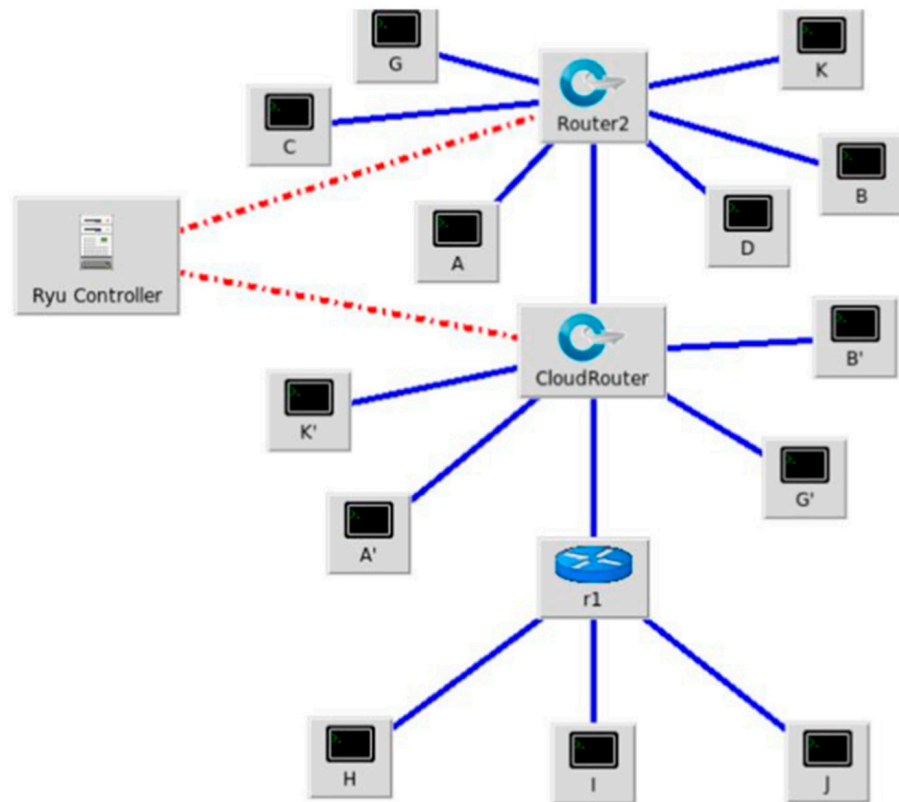 G
K
Router2
C
B
A
D
Ryu Controller
CloudRouter
B'
K'
G'
A'
r1
H
I
J